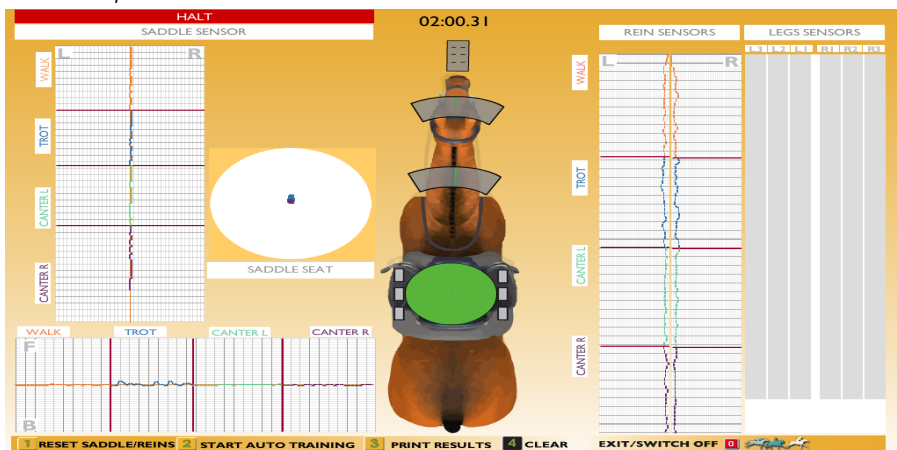 HALT
02:00.31
SADDLE SENSOR
REIN SENSORS
LEGS SENSORS
L3 L2 L1 R1 R2 R3
L R
L R
WALK
TROT
CANTER L
CANTER R
SADDLE SEAT
WALK
TROT
CANTER L
CANTER R
WALK TROT CANTER L CANTER R
F
B
1 RESET SADDLE/REINS 2 START AUTO TRAINING 3 PRINT RESULTS 4 CLEAR EXIT/SWITCH OFF 0